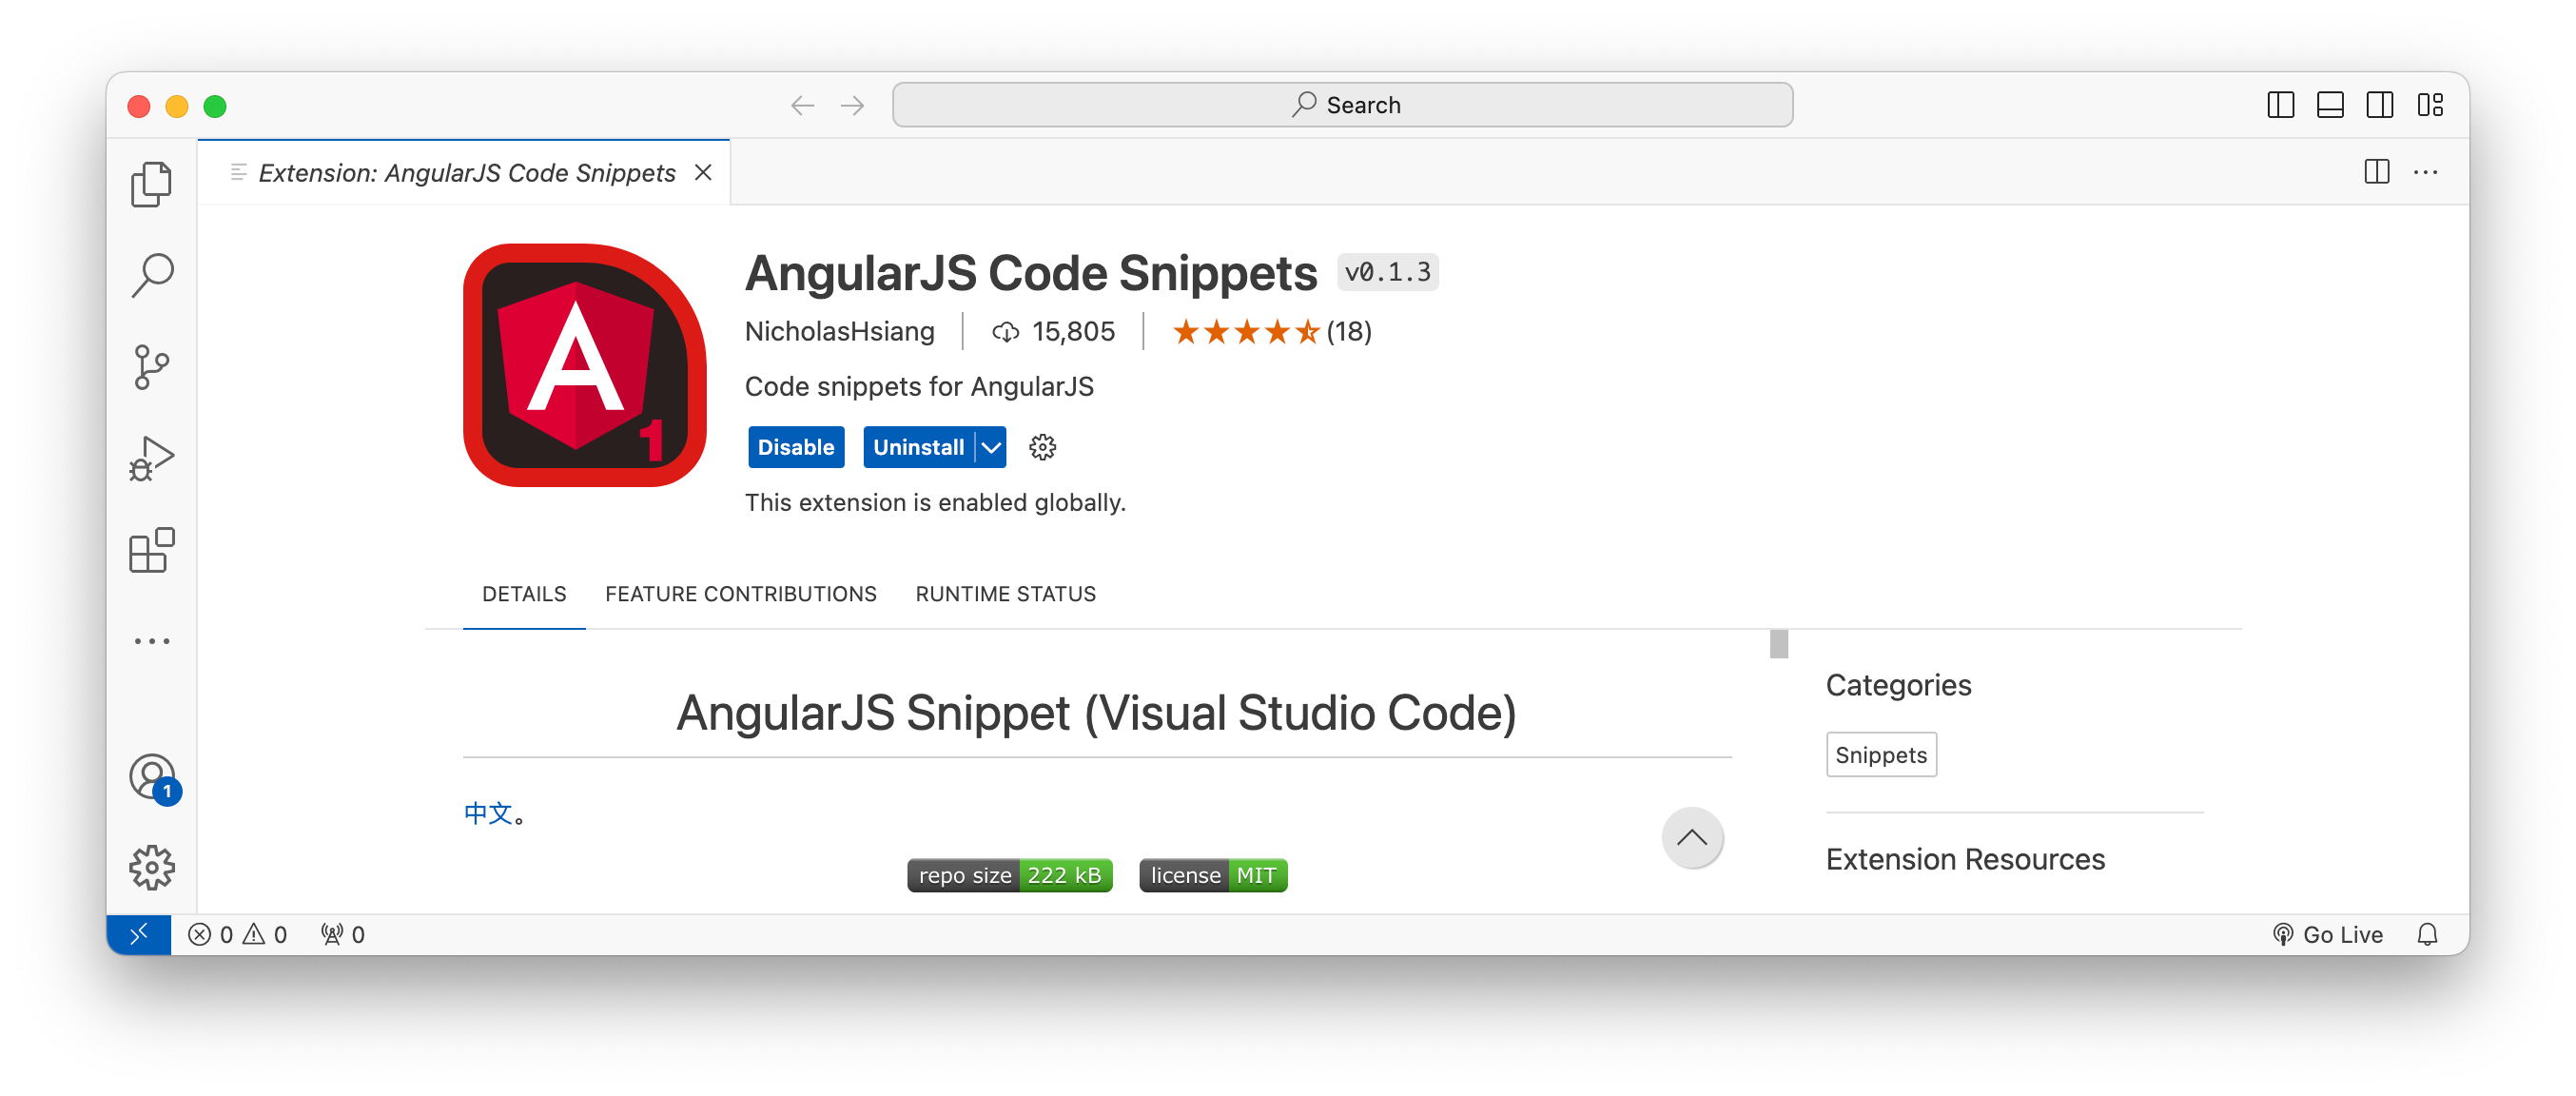 Search
Extension: AngularJS Code Snippets
AngularJS Code Snippets v0.1.3
NicholasHsiang 15,805 (18)
Code snippets for AngularJS
Disable Uninstall
This extension is enabled globally.
A
1
DETAILS FEATURE CONTRIBUTIONS RUNTIME STATUS
AngularJS Snippet (Visual Studio Code)
中文。
repo size 222 kB license MIT
Categories
Snippets
Extension Resources
1
0 0 0
Go Live